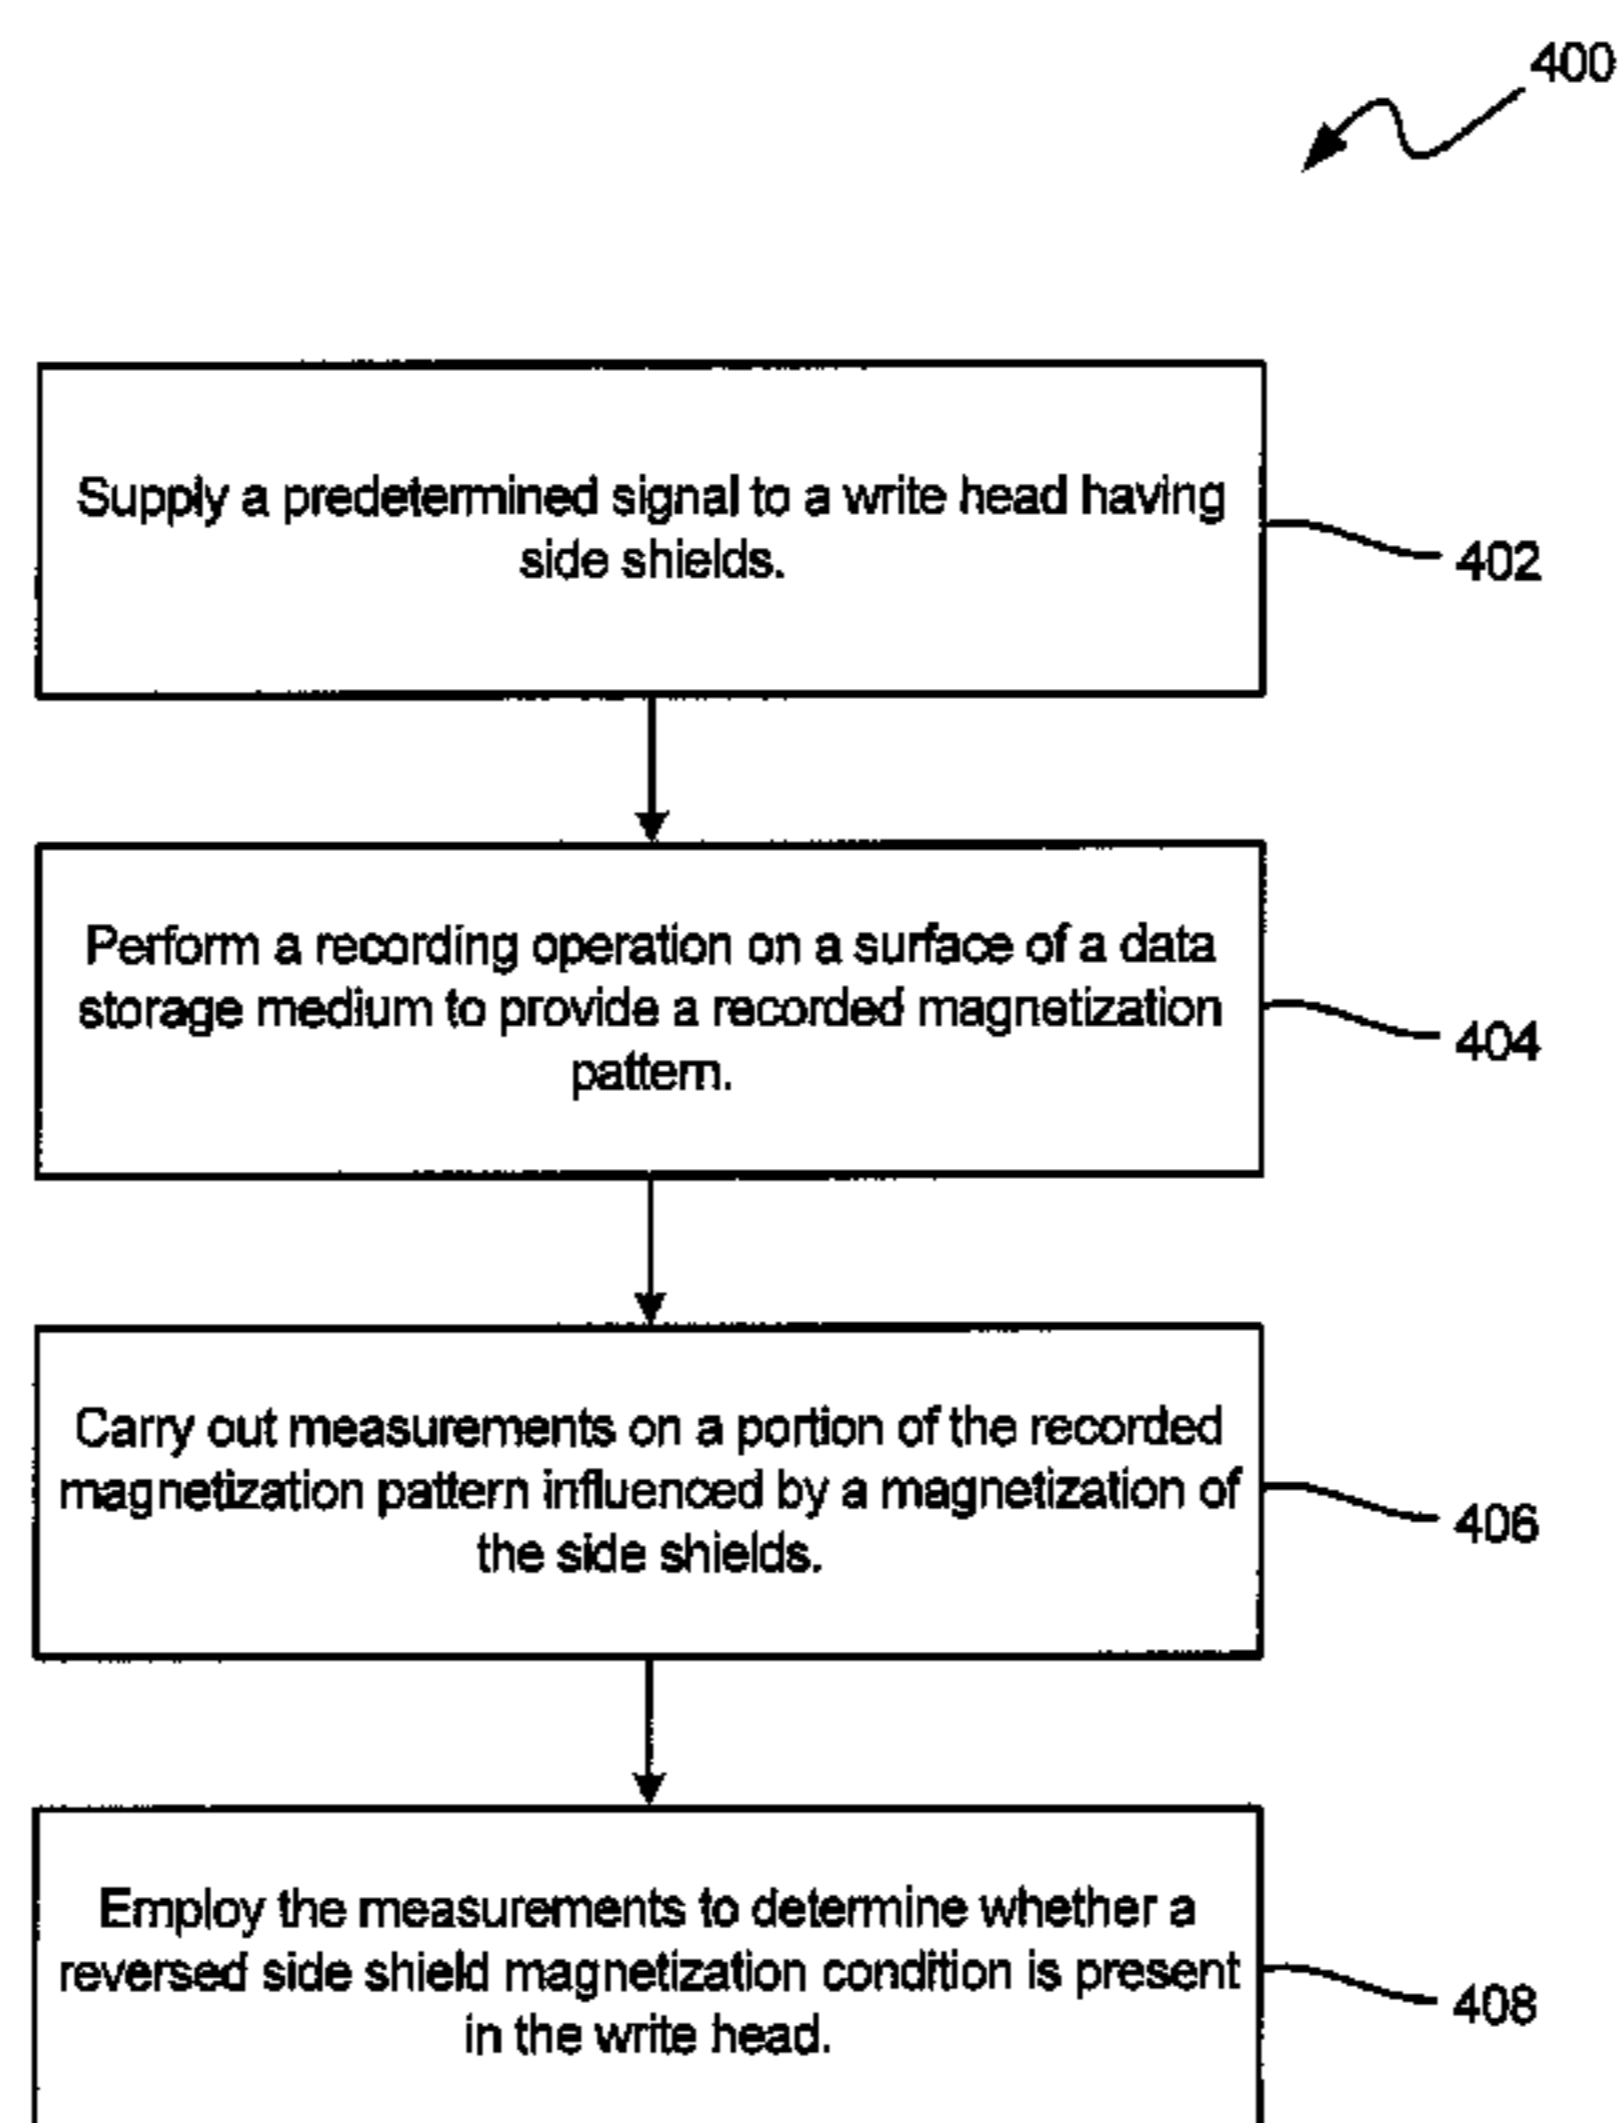 400
Supply a predetermined signal to a write head having
side shields.
402
Perform a recording operation on a surface of a data
storage medium to provide a recorded magnetization
pattern.
404
Carry out measurements on a portion of the recorded
magnetization pattern influenced by a magnetization of
the side shields.
406
Employ the measurements to determine whether a
reversed side shield magnetization condition is present
in the write head.
408